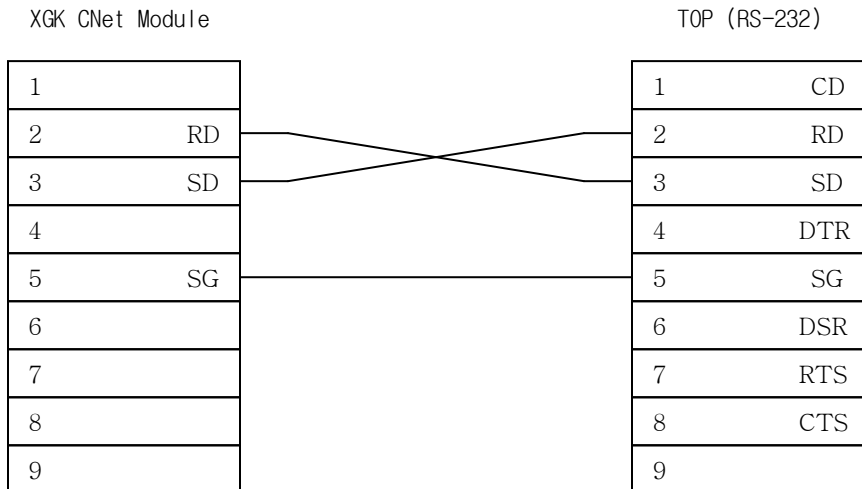 XGK CNet Module TOP (RS-232)
1 1 CD
2 RD 2 RD
3 SD 3 SD
4 4 DTR
5 SG 5 SG
6 6 DSR
7 7 RTS
8 8 CTS
9 9